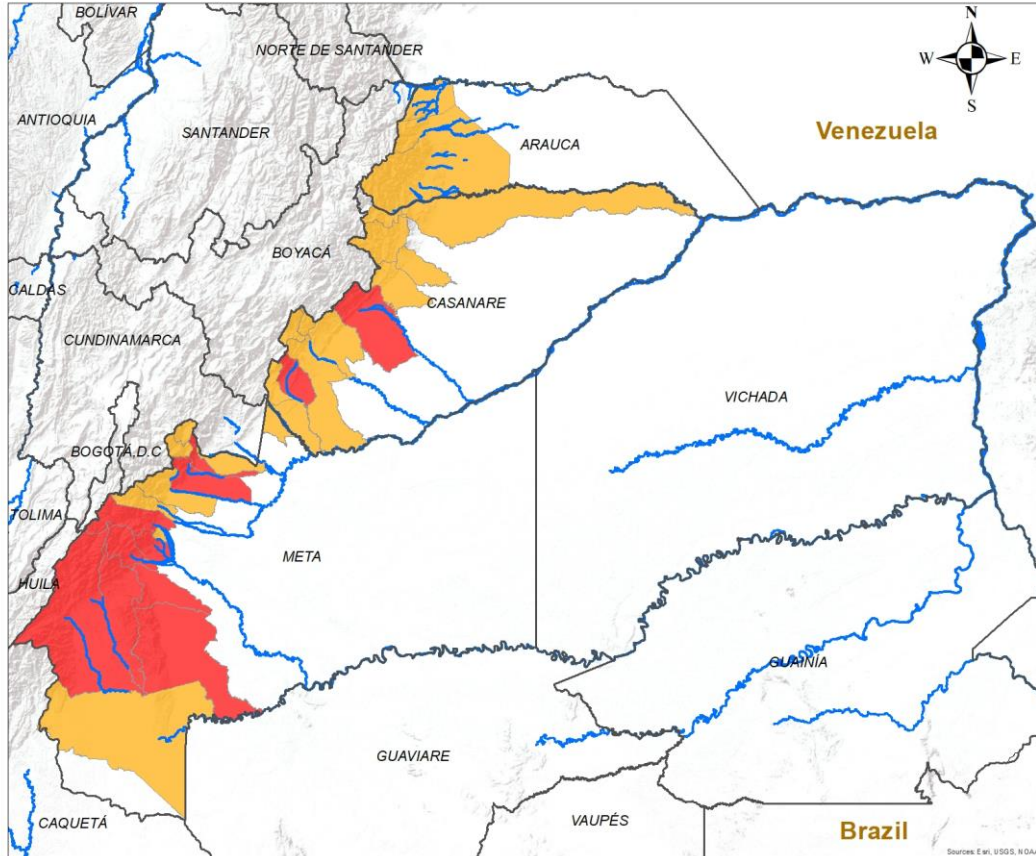 BOLÍVAR
NORTE DE SANTANDER
N
W
E
S
ANTIOQUIA
SANTANDER
ARAUCA
Venezuela
BOYACÁ
CALDAS
CASANARE
CUNDINAMARCA
VICHADA
BOGOTÁ,D.C
TOLIMA
META
HUILA
GUAINÍA
GUAVIARE
CAQUETÁ
VAUPÉS
Brazil
Sources: Esri, USGS, NOAA